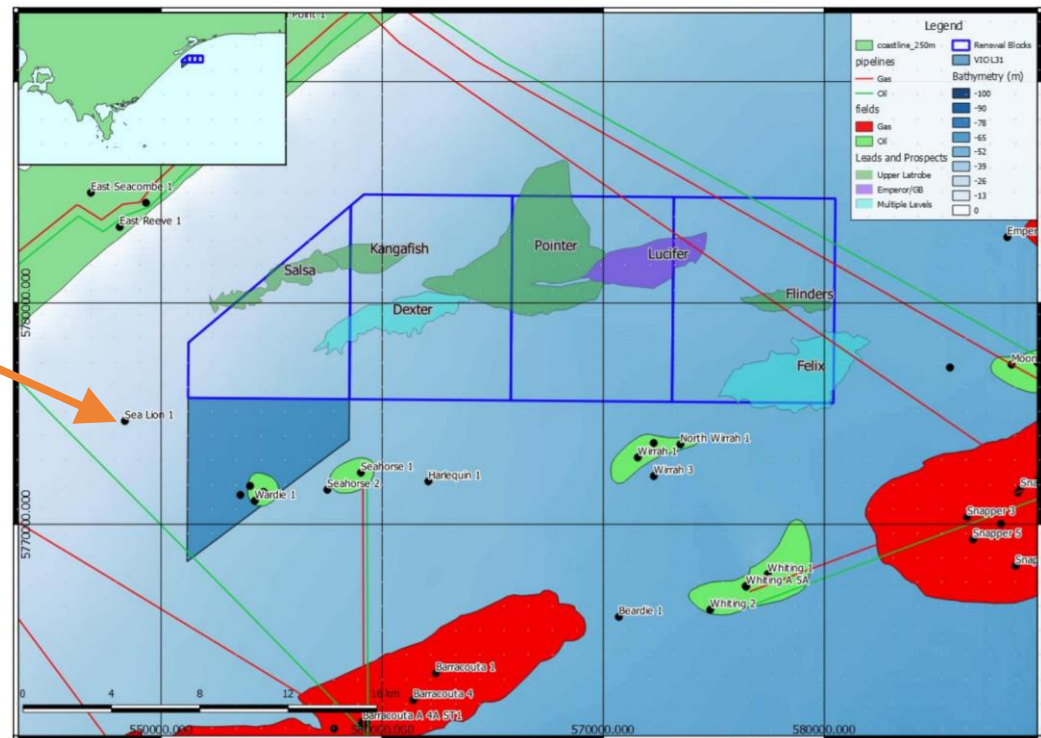 Point 1
Legend
coastline_250m
pipelines
Gas
Oil
fields
Gas
Oil
Leads and Prospects
Upper Latrobe
Emperor/GB
Multiple Levels
Renewal Blocks
VIC-L31
Bathymetry (m)
-100
-90
-78
-65
-52
-39
-26
-13
0
East Seacombe 1
East Reeve 1
Kangafish
Salsa
Pointer
Lucifer
Dexter
Flinders
Felix
Emper
5780000.000
Moon
Sea Lion 1
North Wirrah 1
Wirrah 1
Wirrah 3
Seahorse 1
Seahorse 2
Harlequin 1
Wardie 1
Sna
Snapper 3
Snapper 5
Snap
5770000.000
Whiting 1
Whiting A 5A
Whiting 2
Beardie 1
Barracouta 1
Barracouta 4
Barracouta A 4A ST1
0
4
8
12
16 km
550000.000
570000.000
580000.000